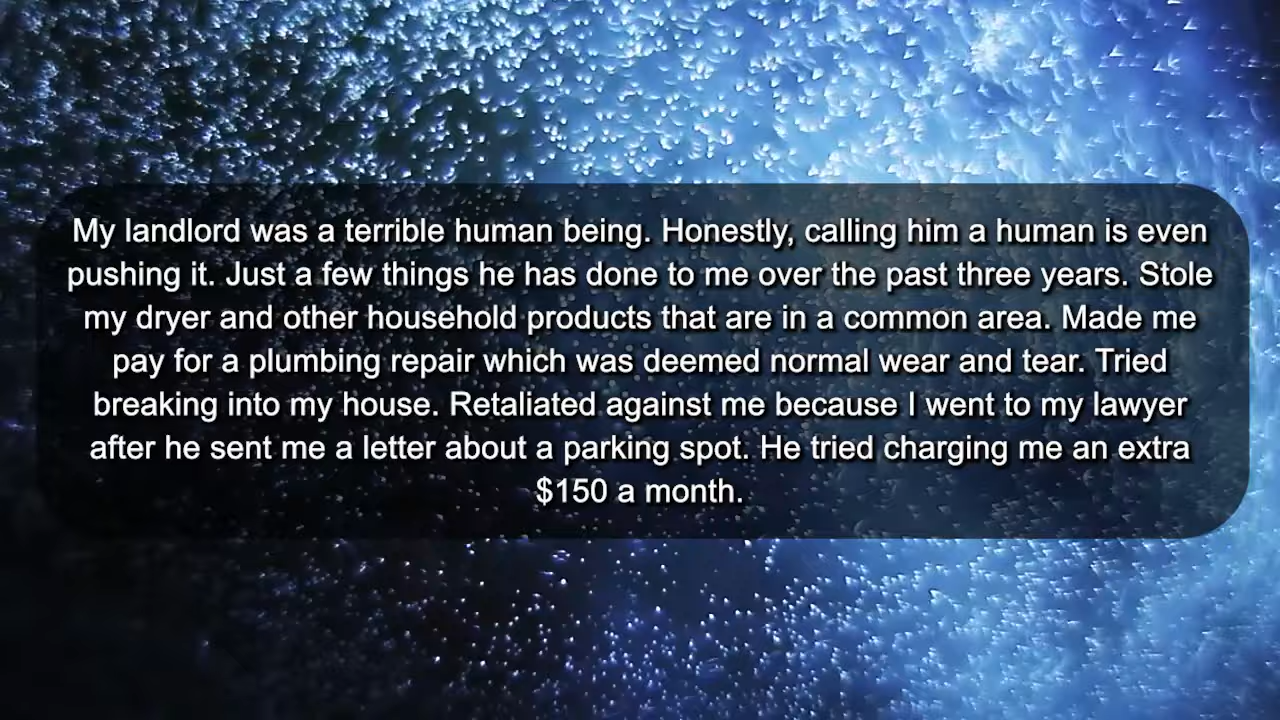 My landlord was a terrible human being. Honestly, calling him a human is even
pushing it. Just a few things he has done to me over the past three years. Stole
my dryer and other household products that are in a common area. Made me
pay for a plumbing repair which was deemed normal wear and tear. Tried
breaking into my house. Retaliated against me because I went to my lawyer
after he sent me a letter about a parking spot. He tried charging me an extra
$150 a month.